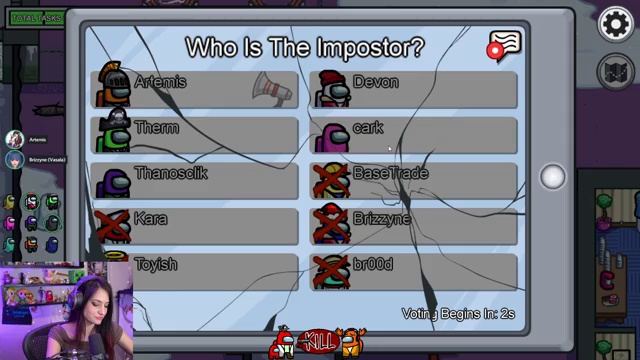 TOTAL TASKS
Who Is The Impostor?
Artemis
Devon
Therm
cark
Thanosclik
BaseTrade
Kara
Brizzyne
Toyish
br00d
Voting Begins In: 2s
Artemis
Brizzyne (Vasala)
KILL